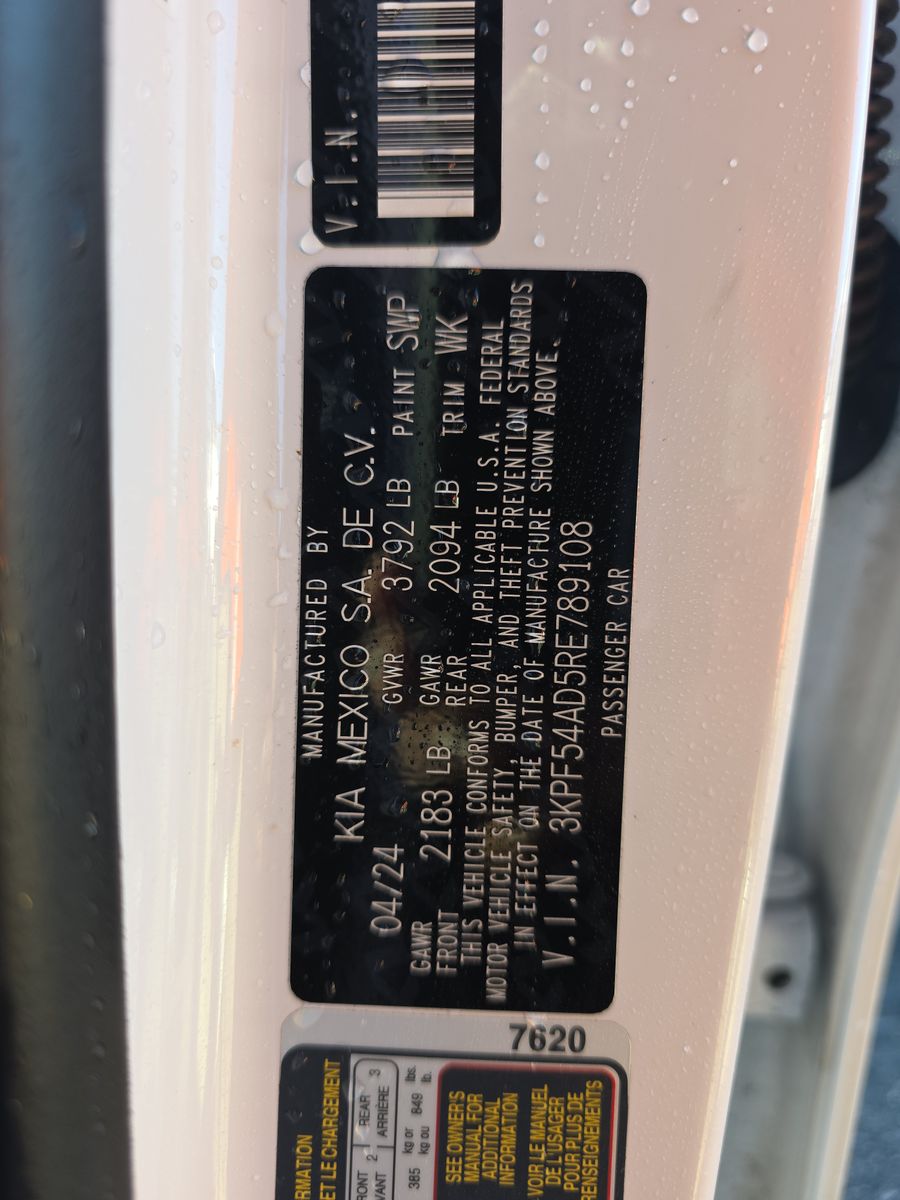 V.I.N.
MANUFACTURED BY
KIA MEXICO S.A. DE C.V.
04/24 GVWR 3792 LB PAINT SWP
GAWR FRONT 2183 LB GAWR REAR 2094 LB TRIM WK
THIS VEHICLE CONFORMS TO ALL APPLICABLE U.S.A. FEDERAL
MOTOR VEHICLE SAFETY, BUMPER, AND THEFT PREVENTION STANDARDS
IN EFFECT ON THE DATE OF MANUFACTURE SHOWN ABOVE.
V.I.N. 3KPF54AD5RE789108
PASSENGER CAR
7620
ET LE CHARGEMENT
2 REAR 3
ARRIÈRE
385 kg or 849 lbs.
kg ou lb.
SEE OWNER'S
MANUAL FOR
ADDITIONAL
INFORMATION
VOIR LE MANUEL
DE L'USAGER
POUR PLUS DE
RENSEIGNEMENTS